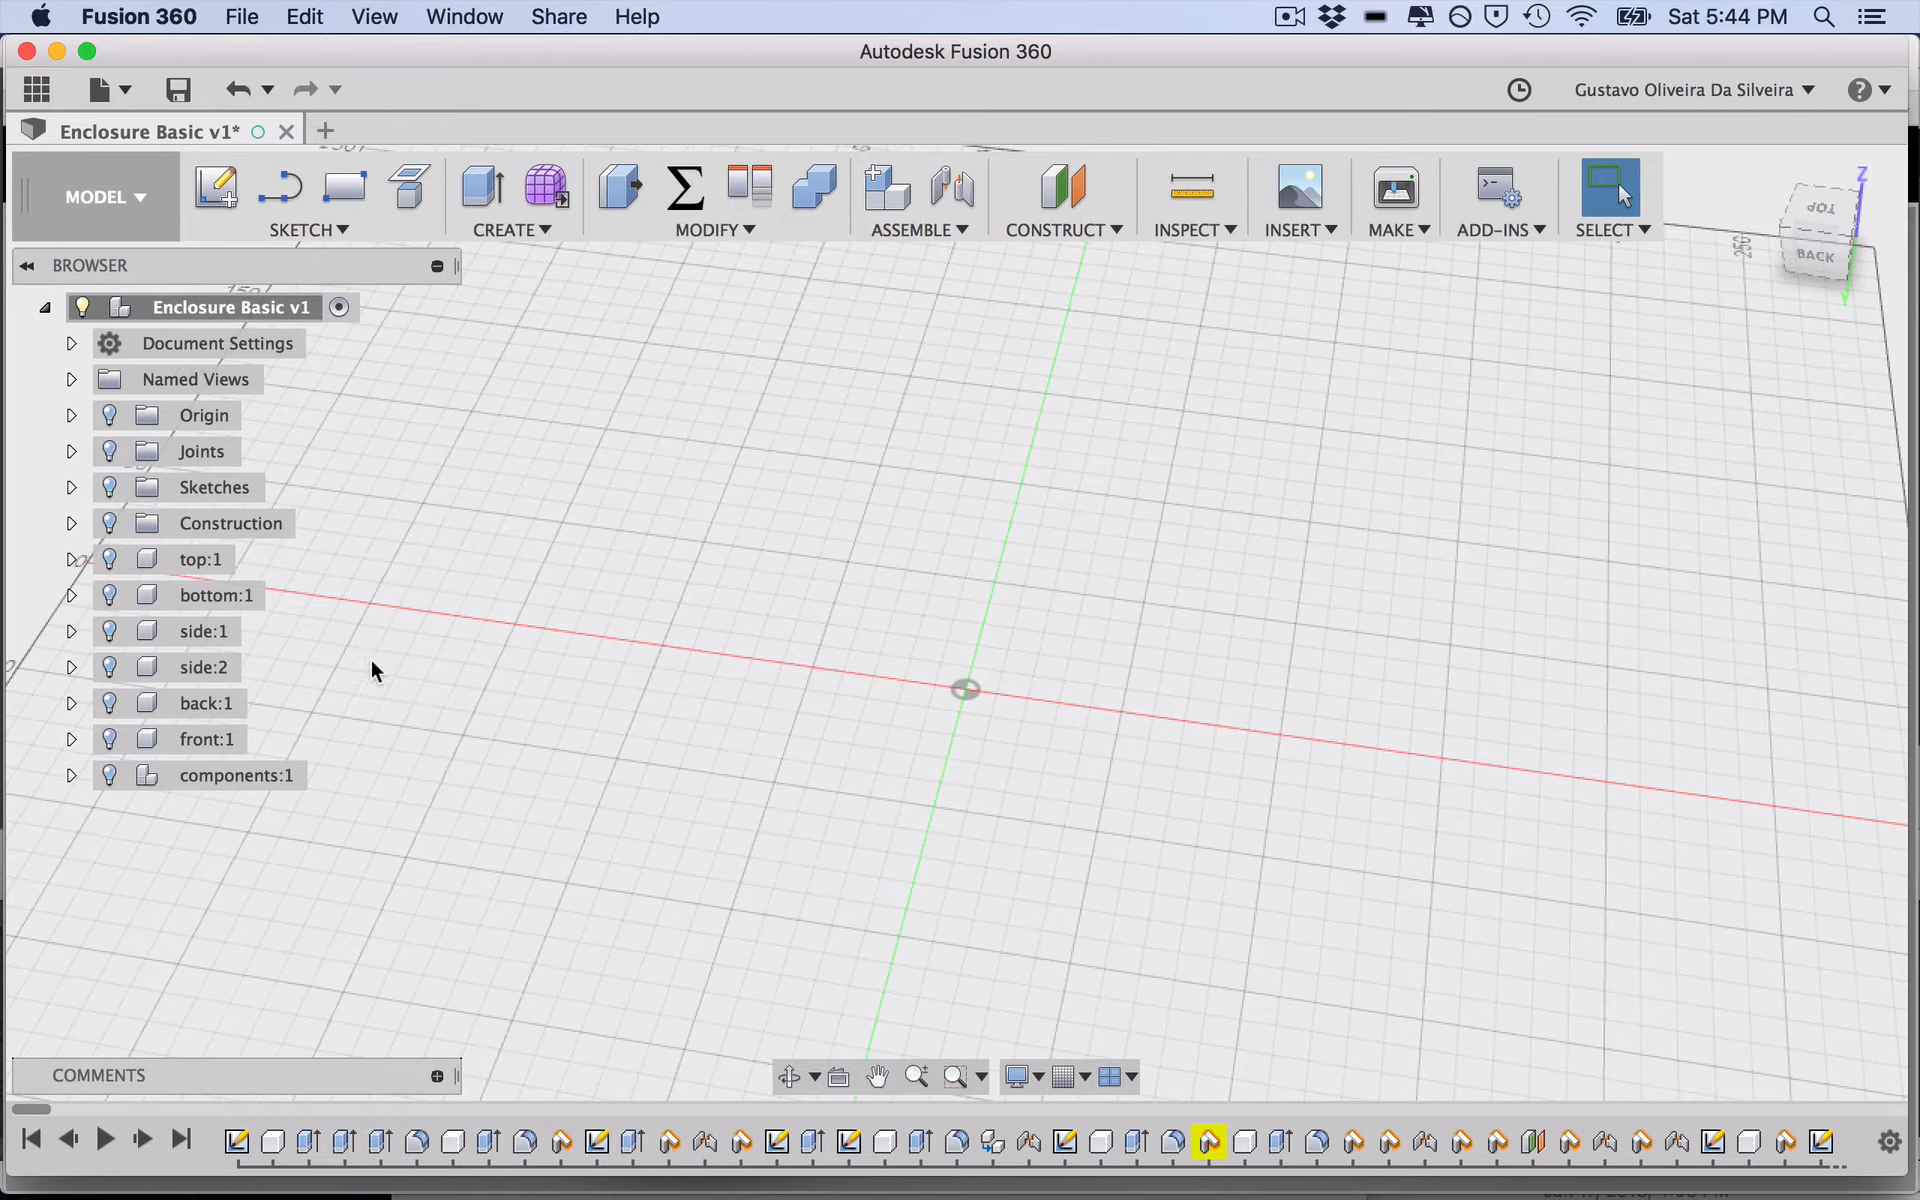 Fusion 360 File Edit View Window Share Help Sat 5:44 PM
Autodesk Fusion 360
Gustavo Oliveira Da Silveira
Enclosure Basic v1*
MODEL
SKETCH CREATE MODIFY ASSEMBLE CONSTRUCT INSPECT INSERT MAKE ADD-INS SELECT
Z
TOP
BACK
Y
250
BROWSER
Enclosure Basic v1
Document Settings
Named Views
Origin
Joints
Sketches
Construction
top:1
bottom:1
side:1
side:2
back:1
front:1
components:1
COMMENTS